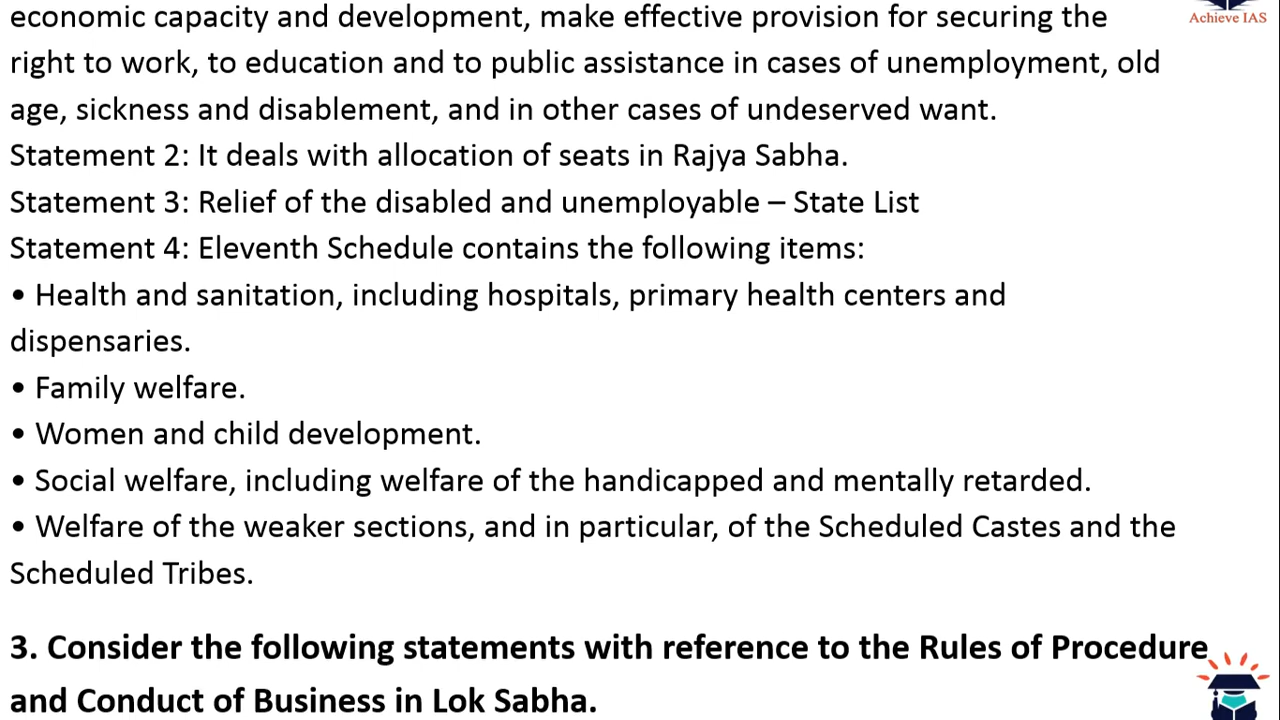 economic capacity and development, make effective provision for securing the
Achieve IAS
right to work, to education and to public assistance in cases of unemployment, old
age, sickness and disablement, and in other cases of undeserved want.
Statement 2: It deals with allocation of seats in Rajya Sabha.
Statement 3: Relief of the disabled and unemployable – State List
Statement 4: Eleventh Schedule contains the following items:
• Health and sanitation, including hospitals, primary health centers and
dispensaries.
• Family welfare.
• Women and child development.
• Social welfare, including welfare of the handicapped and mentally retarded.
• Welfare of the weaker sections, and in particular, of the Scheduled Castes and the
Scheduled Tribes.
3. Consider the following statements with reference to the Rules of Procedure
and Conduct of Business in Lok Sabha.